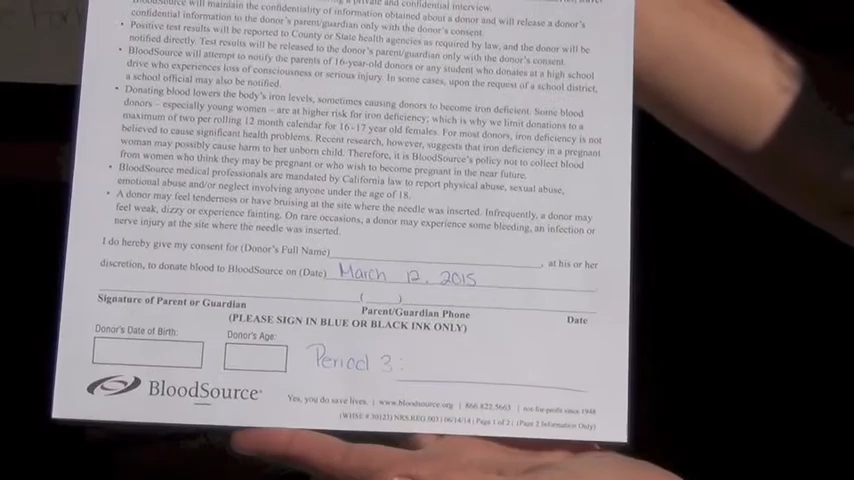 BloodSource will maintain the confidentiality of information obtained about a donor and will release a donor's
confidential information to the donor's parent/guardian only with the donor's consent.
• Positive test results will be reported to County or State health agencies as required by law, and the donor will be
notified directly. Test results will be released to the donor's parent/guardian only with the donor's consent.
• BloodSource will attempt to notify the parents of 16-year-old donors or any student who donates at a high school
drive who experiences loss of consciousness or serious injury. In some cases, upon the request of a school district,
a school official may also be notified.
• Donating blood lowers the body's iron levels, sometimes causing donors to become iron deficient. Some blood
donors – especially young women – are at higher risk for iron deficiency; which is why we limit donations to a
maximum of two per rolling 12 month calendar for 16-17 year old females. For most donors, iron deficiency is not
believed to cause significant health problems. Recent research, however, suggests that iron deficiency in a pregnant
woman may possibly cause harm to her unborn child. Therefore, it is BloodSource's policy not to collect blood
from women who think they may be pregnant or who wish to become pregnant in the near future.
• BloodSource medical professionals are mandated by California law to report physical abuse, sexual abuse,
emotional abuse and/or neglect involving anyone under the age of 18.
• A donor may feel tenderness or have bruising at the site where the needle was inserted. Infrequently, a donor may
feel weak, dizzy or experience fainting. On rare occasions, a donor may experience some bleeding, an infection or
nerve injury at the site where the needle was inserted.
I do hereby give my consent for (Donor's Full Name) , at his or her
discretion, to donate blood to BloodSource on (Date) March 12, 2015
( )
Signature of Parent or Guardian Parent/Guardian Phone Date
(PLEASE SIGN IN BLUE OR BLACK INK ONLY)
Donor's Date of Birth: Donor's Age:
Period 3:
BloodSource
Yes, you do save lives. | www.bloodsource.org | 866.822.5663 | not-for-profit since 1948
(WHSE # 30123) NRS.REG 003 | 06/14/14 | Page 1 of 2 | (Page 2 Information Only)